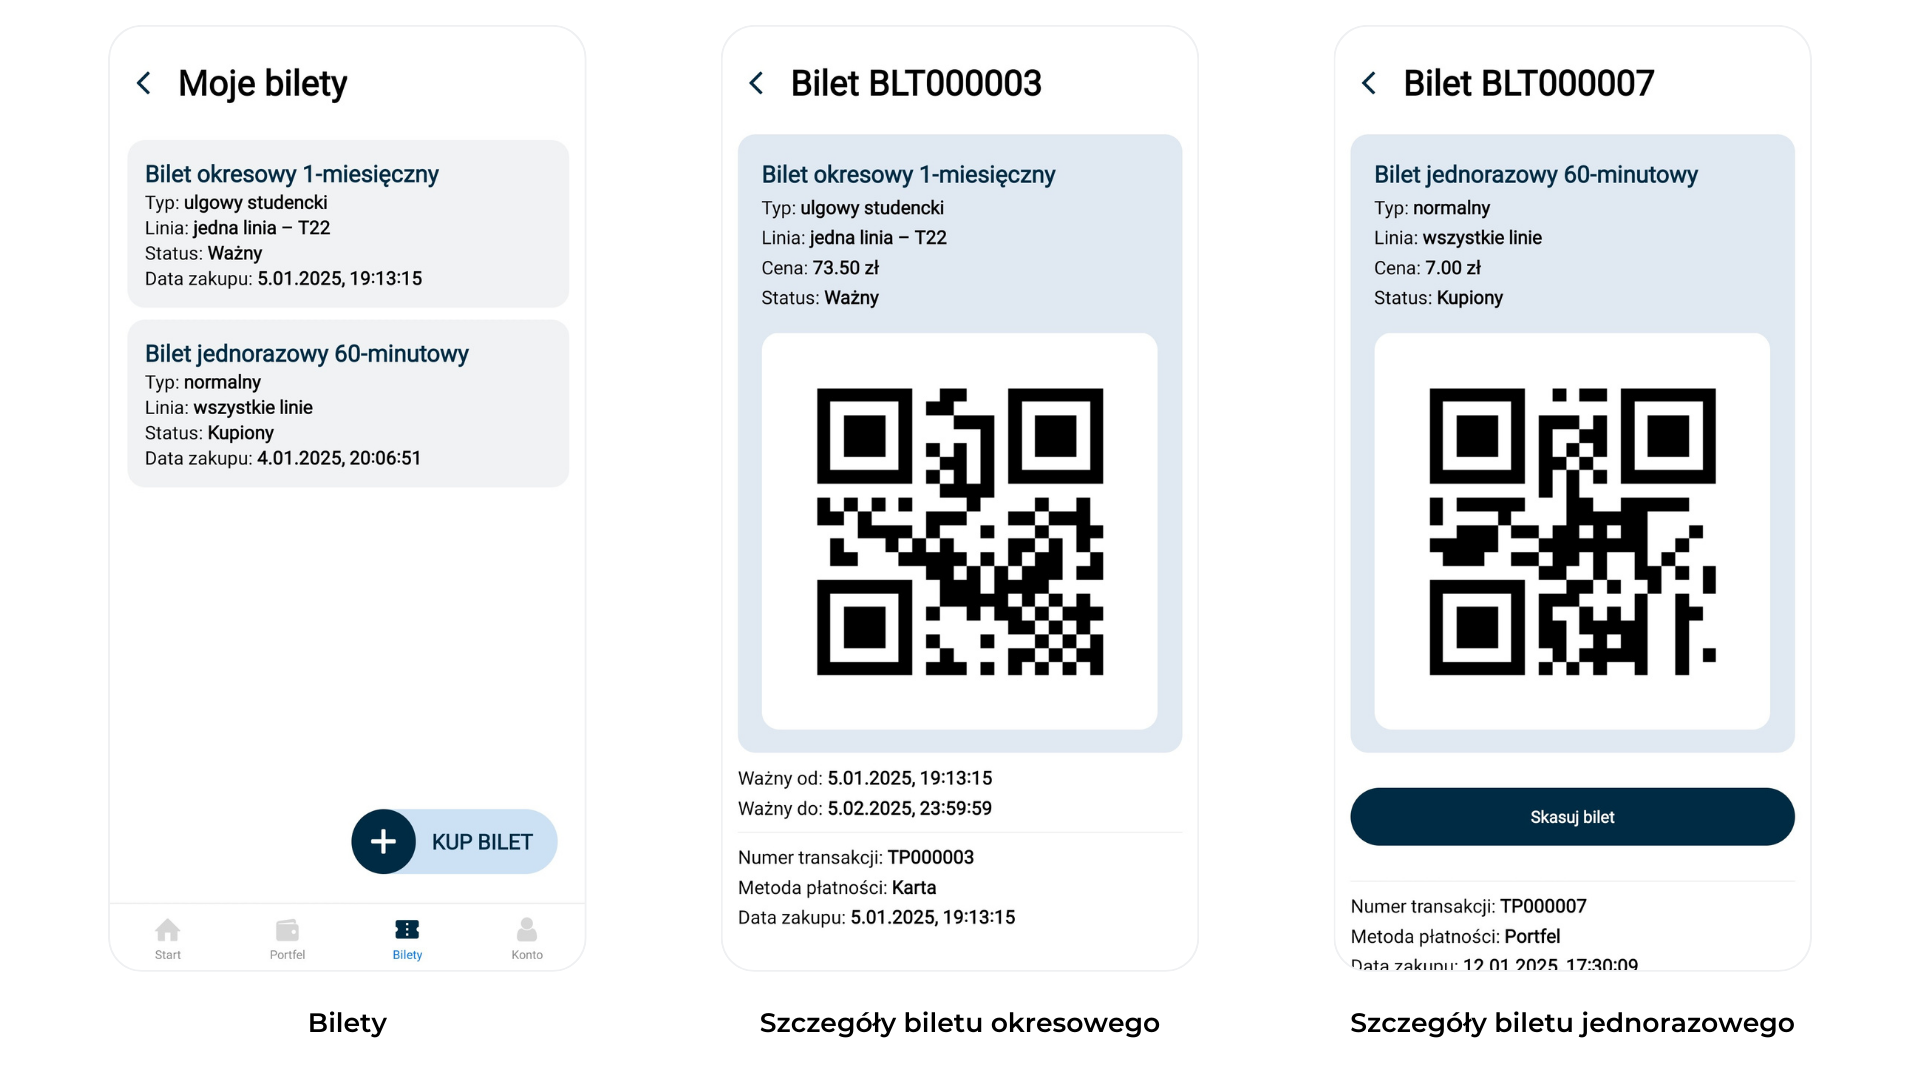 Moje bilety
Bilet okresowy 1-miesięczny
Typ: ulgowy studencki
Linia: jedna linia – T22
Status: Ważny
Data zakupu: 5.01.2025, 19:13:15
Bilet jednorazowy 60-minutowy
Typ: normalny
Linia: wszystkie linie
Status: Kupiony
Data zakupu: 4.01.2025, 20:06:51
KUP BILET
Start
Portfel
Bilety
Konto
Bilety
Bilet BLT000003
Bilet okresowy 1-miesięczny
Typ: ulgowy studencki
Linia: jedna linia – T22
Cena: 73.50 zł
Status: Ważny
Ważny od: 5.01.2025, 19:13:15
Ważny do: 5.02.2025, 23:59:59
Numer transakcji: TP000003
Metoda płatności: Karta
Data zakupu: 5.01.2025, 19:13:15
Szczegóły biletu okresowego
Bilet BLT000007
Bilet jednorazowy 60-minutowy
Typ: normalny
Linia: wszystkie linie
Cena: 7.00 zł
Status: Kupiony
Skasuj bilet
Numer transakcji: TP000007
Metoda płatności: Portfel
Data zakupu: 12.01.2025, 17:30:09
Szczegóły biletu jednorazowego